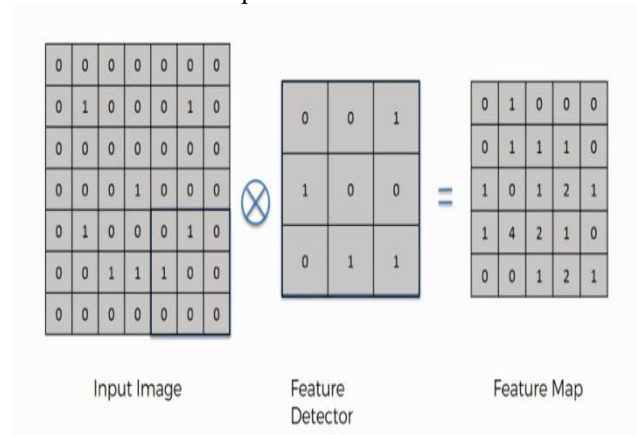 0 0 0 0 0 0 0
0 1 0 0 0 1 0
0 0 0 0 0 0 0
0 0 0 1 0 0 0
0 1 0 0 0 1 0
0 0 1 1 1 0 0
0 0 0 0 0 0 0
⊗
0 0 1
1 0 0
0 1 1
=
0 1 0 0 0
0 1 1 1 0
1 0 1 2 1
1 4 2 1 0
0 0 1 2 1
Input Image
Feature
Detector
Feature Map